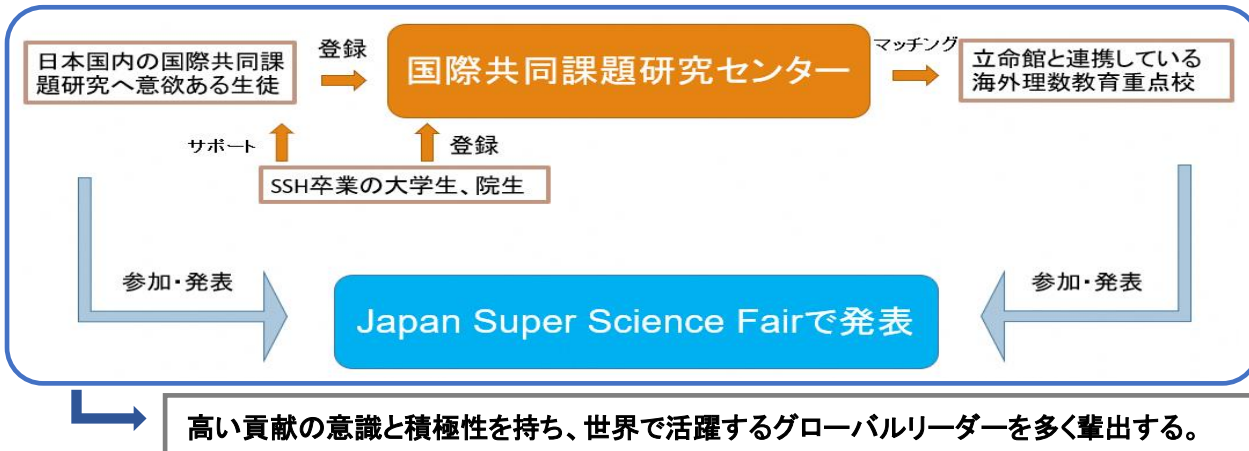 日本国内の国際共同課
題研究へ意欲ある生徒
登録
国際共同課題研究センター
マッチング
立命館と連携している
海外理数教育重点校
サポート
登録
SSH卒業の大学生、院生
参加・発表
参加・発表
Japan Super Science Fairで発表
高い貢献の意識と積極性を持ち、世界で活躍するグローバルリーダーを多く輩出する。